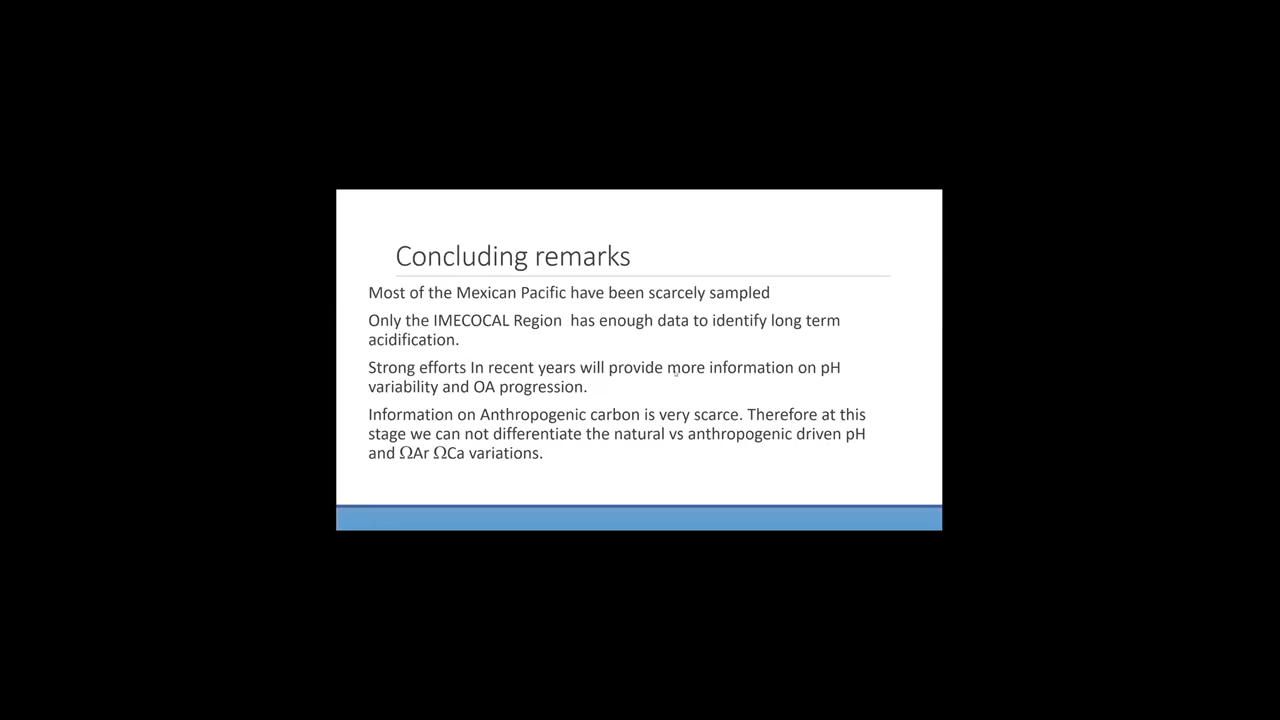 Concluding remarks
Most of the Mexican Pacific have been scarcely sampled
Only the IMECOCAL Region  has enough data to identify long term
acidification.
Strong efforts In recent years will provide more information on pH
variability and OA progression.
Information on Anthropogenic carbon is very scarce. Therefore at this
stage we can not differentiate the natural vs anthropogenic driven pH
and ΩAr ΩCa variations.